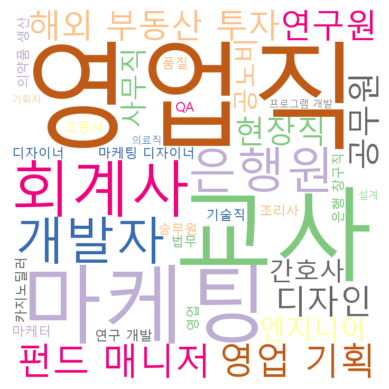 해외 부동산 투자
연구원
의약품 생산
사무직
품질
공노비
기획자
영업직
QA
프로그램 개발
공무원
조종사
현장직
의료직
디자이너
마케팅 디자이너
은행원
은행 창구직
회계사
교사
설계
기술직
조리사
개발자
승무원
법무
간호사
카지노딜러
마케팅
디자인
영업
마케터
연구 개발
엔지니어
펀드 매니저
영업 기획